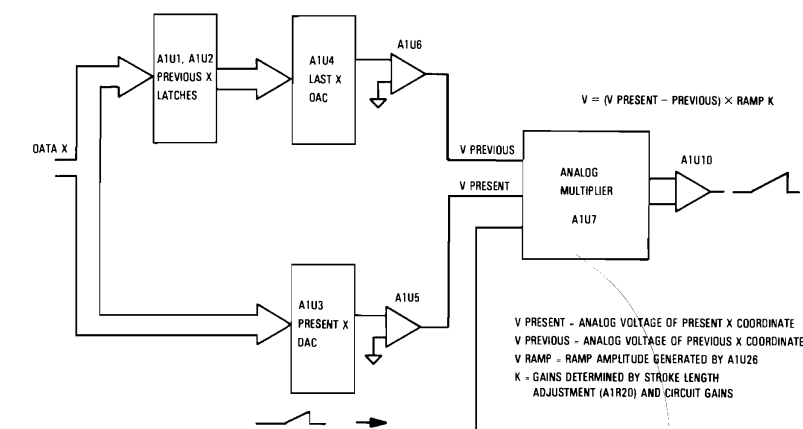 A1U1, A1U2
PREVIOUS X
LATCHES
A1U4
LAST X
OAC
A1U6
V = (V PRESENT – PREVIOUS) × RAMP K
OATA X
V PREVIOUS
V PRESENT
ANALOG
MULTIPLIER
A1U7
A1U10
A1U3
PRESENT X
DAC
A1U5
V PRESENT - ANALOG VOLTAGE OF PRESENT X COORDINATE
V PREVIOUS - ANALOG VOLTAGE OF PREVIOUS X COORDINATE
V RAMP = RAMP AMPLITUDE GENERATED BY A1U26
K = GAINS DETERMINED BY STROKE LENGTH
ADJUSTMENT (A1R20) AND CIRCUIT GAINS